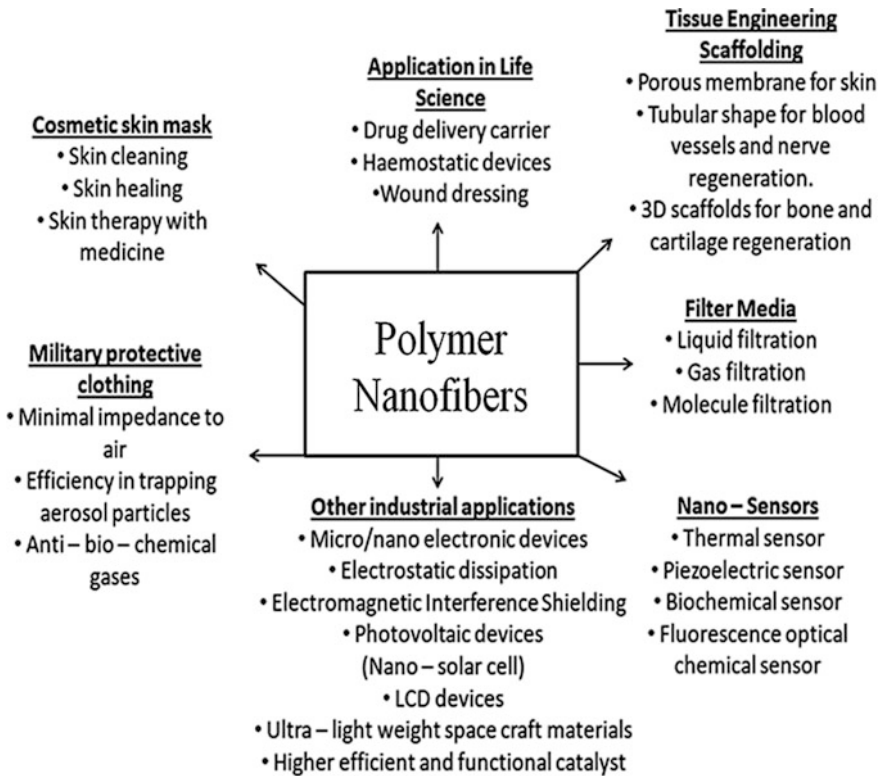 Cosmetic skin mask
• Skin cleaning
• Skin healing
• Skin therapy with
medicine
Application in Life
Science
• Drug delivery carrier
• Haemostatic devices
•Wound dressing
Tissue Engineering
Scaffolding
• Porous membrane for skin
• Tubular shape for blood
vessels and nerve
regeneration.
• 3D scaffolds for bone and
cartilage regeneration
Polymer
Nanofibers
Filter Media
• Liquid filtration
• Gas filtration
• Molecule filtration
Military protective
clothing
• Minimal impedance to
air
• Efficiency in trapping
aerosol particles
• Anti – bio – chemical
gases
Other industrial applications
• Micro/nano electronic devices
• Electrostatic dissipation
• Electromagnetic Interference Shielding
• Photovoltaic devices
(Nano – solar cell)
• LCD devices
• Ultra – light weight space craft materials
• Higher efficient and functional catalyst
Nano – Sensors
• Thermal sensor
• Piezoelectric sensor
• Biochemical sensor
• Fluorescence optical
chemical sensor